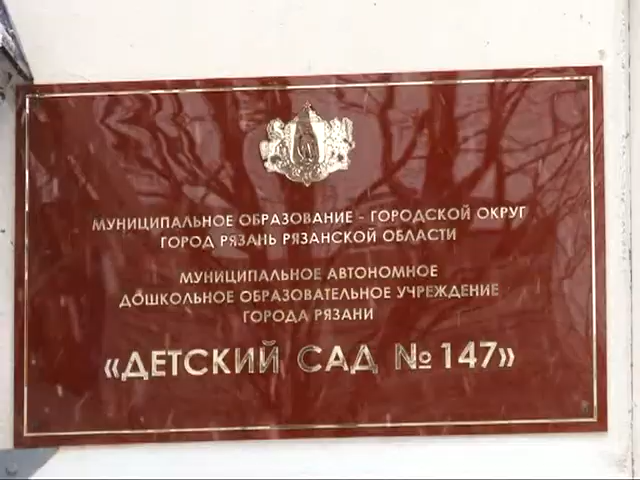 МУНИЦИПАЛЬНОЕ ОБРАЗОВАНИЕ - ГОРОДСКОЙ ОКРУГ
ГОРОД РЯЗАНЬ РЯЗАНСКОЙ ОБЛАСТИ
МУНИЦИПАЛЬНОЕ АВТОНОМНОЕ
ДОШКОЛЬНОЕ ОБРАЗОВАТЕЛЬНОЕ УЧРЕЖДЕНИЕ
ГОРОДА РЯЗАНИ
«ДЕТСКИЙ САД № 147»